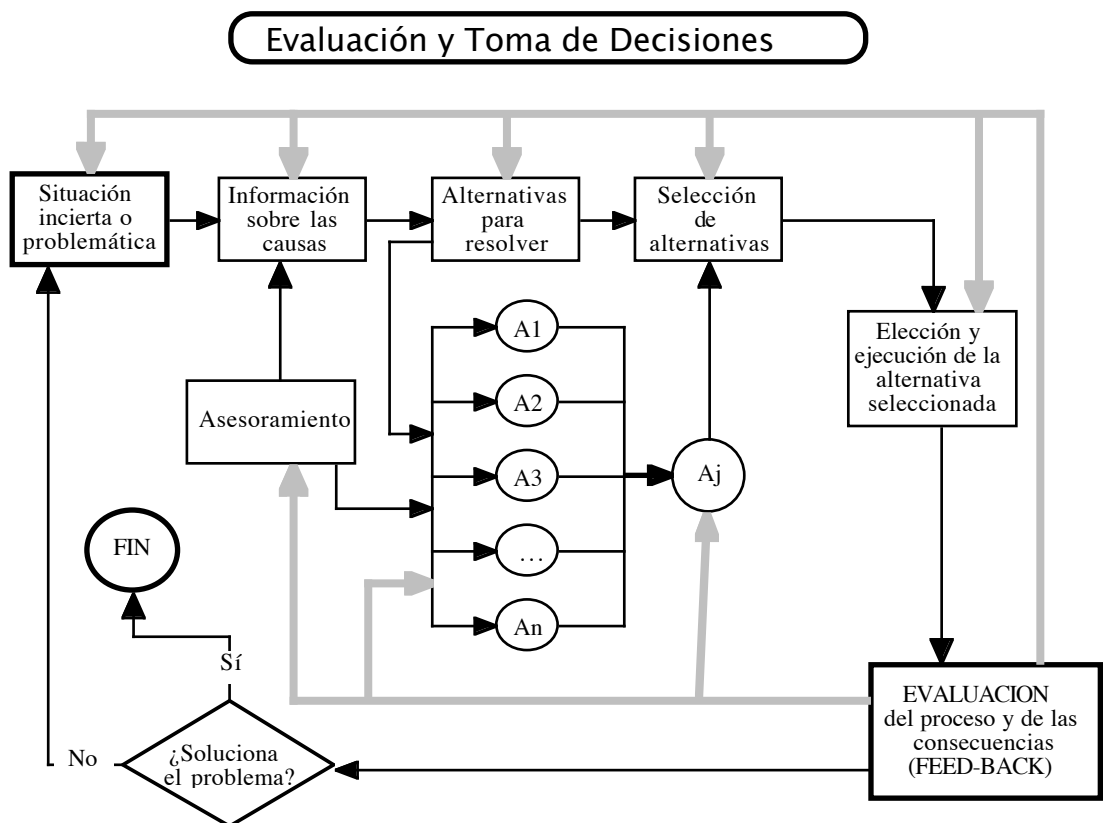 Evaluación y Toma de Decisiones
Situación
incierta o
problemática
Información
sobre las
causas
Alternativas
para
resolver
Selección
de
alternativas
Elección y
ejecución de la
alternativa
seleccionada
Asesoramiento
A1
A2
A3
...
An
Aj
FIN
Sí
No
¿Soluciona
el problema?
EVALUACION
del proceso y de las
consecuencias
(FEED-BACK)